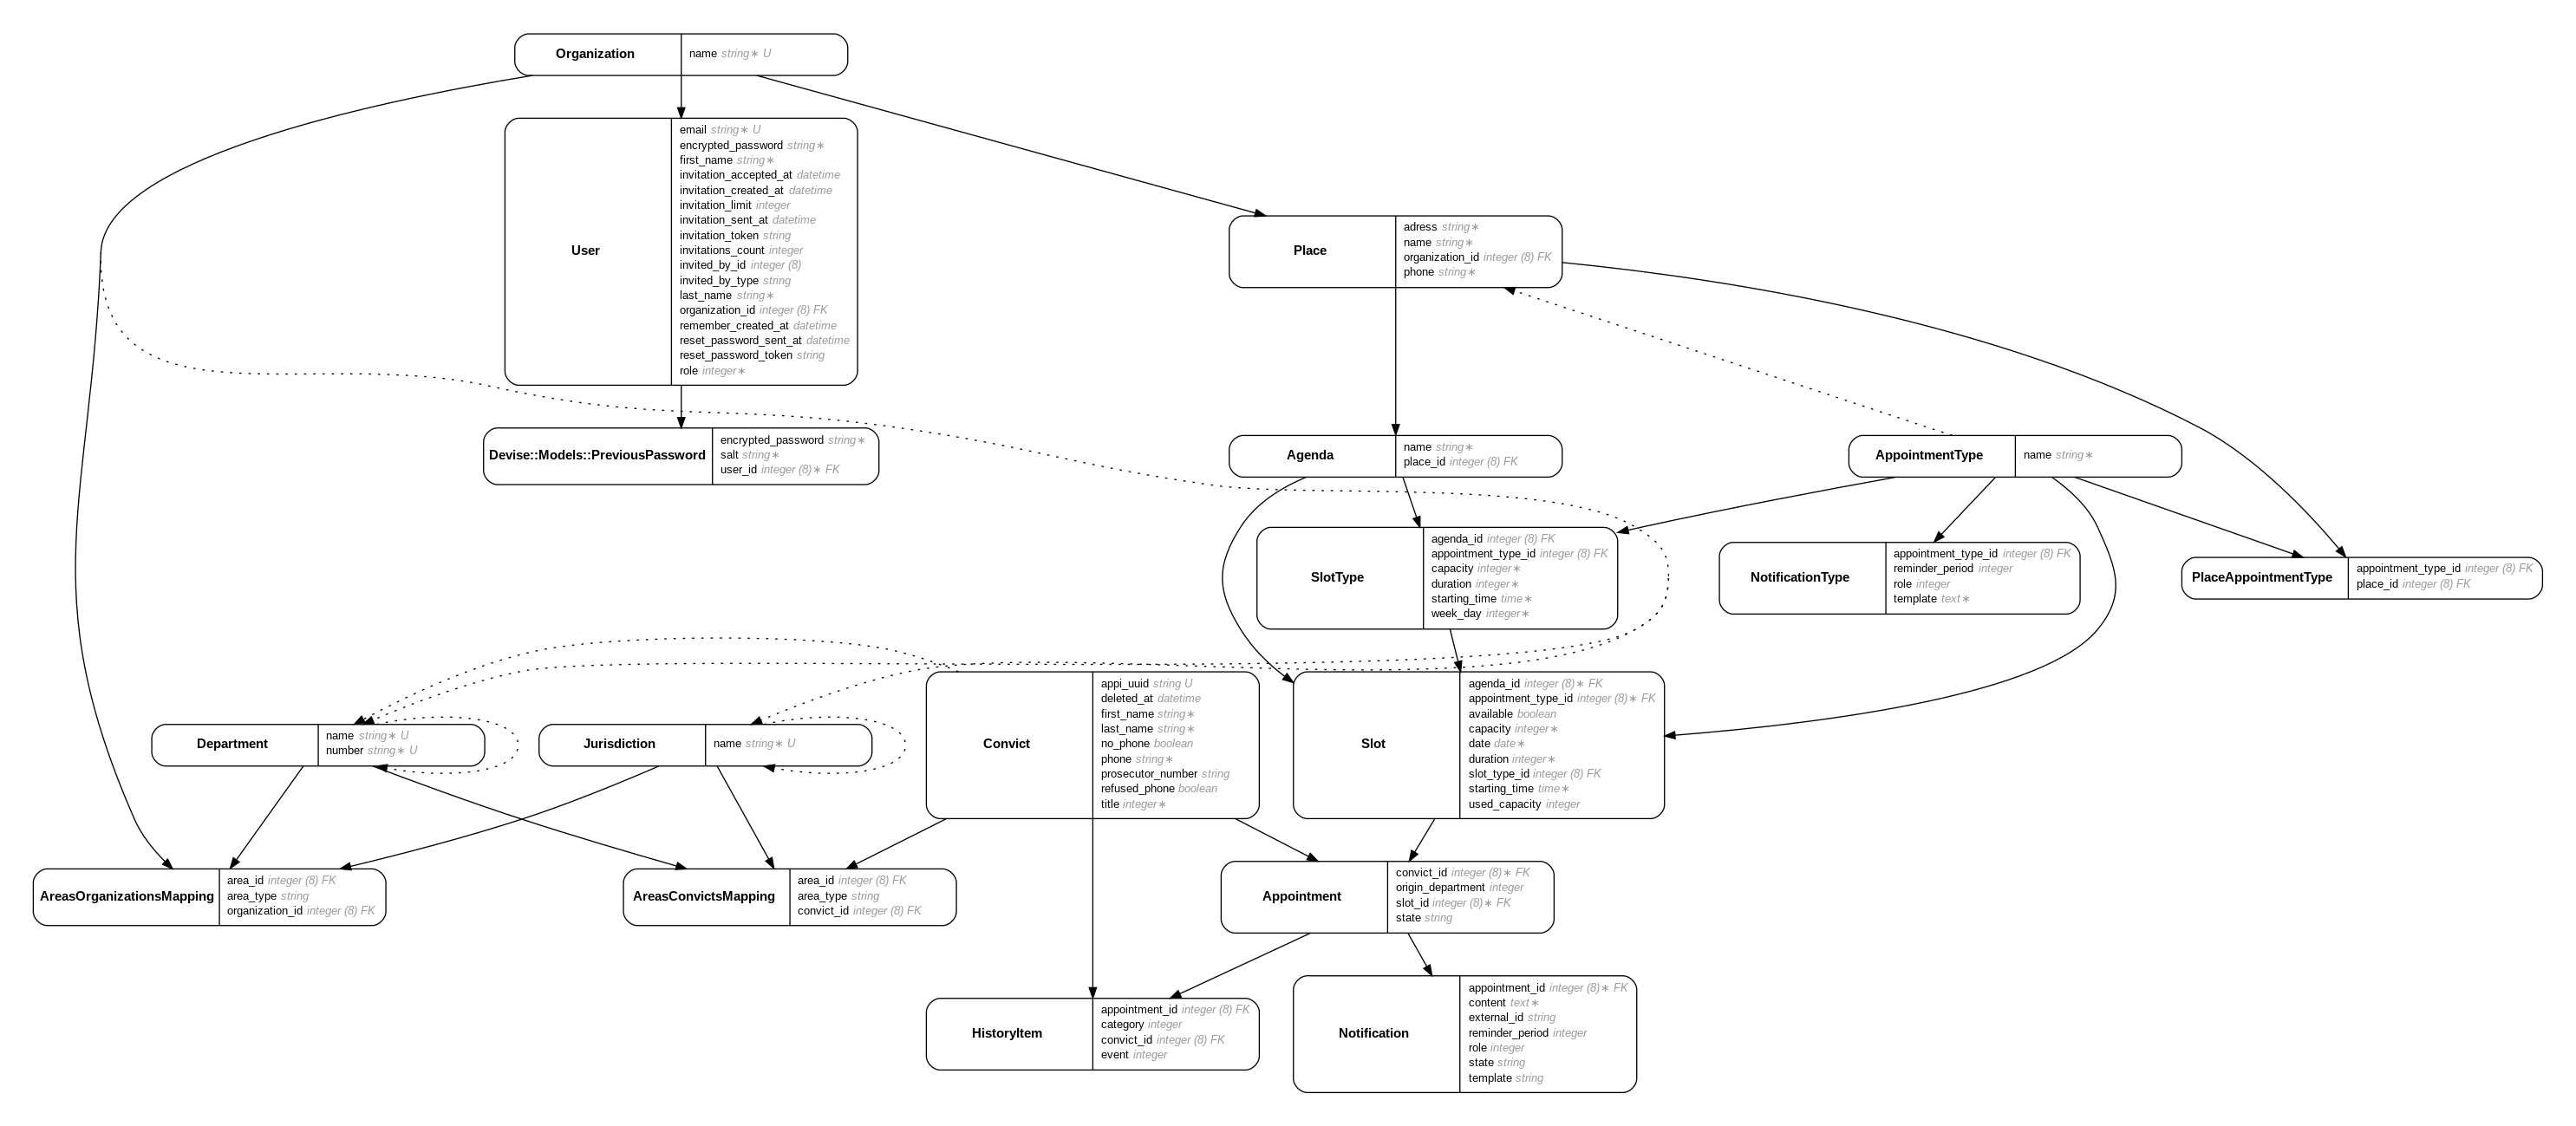 Organization
name string∗ U
User
email string∗ U
encrypted_password string∗
first_name string∗
invitation_accepted_at datetime
invitation_created_at datetime
invitation_limit integer
invitation_sent_at datetime
invitation_token string
invitations_count integer
invited_by_id integer (8)
invited_by_type string
last_name string∗
organization_id integer (8) FK
remember_created_at datetime
reset_password_sent_at datetime
reset_password_token string
role integer∗
Place
adress string∗
name string∗
organization_id integer (8) FK
phone string∗
Devise::Models::PreviousPassword
encrypted_password string∗
salt string∗
user_id integer (8)∗ FK
Agenda
name string∗
place_id integer (8) FK
AppointmentType
name string∗
SlotType
agenda_id integer (8) FK
appointment_type_id integer (8) FK
capacity integer∗
duration integer∗
starting_time time∗
week_day integer∗
NotificationType
appointment_type_id integer (8) FK
reminder_period integer
role integer
template text∗
PlaceAppointmentType
appointment_type_id integer (8) FK
place_id integer (8) FK
Department
name string∗ U
number string∗ U
Jurisdiction
name string∗ U
Convict
appi_uuid string U
deleted_at datetime
first_name string∗
last_name string∗
no_phone boolean
phone string∗
prosecutor_number string
refused_phone boolean
title integer∗
Slot
agenda_id integer (8)∗ FK
appointment_type_id integer (8)∗ FK
available boolean
capacity integer∗
date date∗
duration integer∗
slot_type_id integer (8) FK
starting_time time∗
used_capacity integer
AreasOrganizationsMapping
area_id integer (8) FK
area_type string
organization_id integer (8) FK
AreasConvictsMapping
area_id integer (8) FK
area_type string
convict_id integer (8) FK
Appointment
convict_id integer (8)∗ FK
origin_department integer
slot_id integer (8)∗ FK
state string
HistoryItem
appointment_id integer (8) FK
category integer
convict_id integer (8) FK
event integer
Notification
appointment_id integer (8)∗ FK
content text∗
external_id string
reminder_period integer
role integer
state string
template string